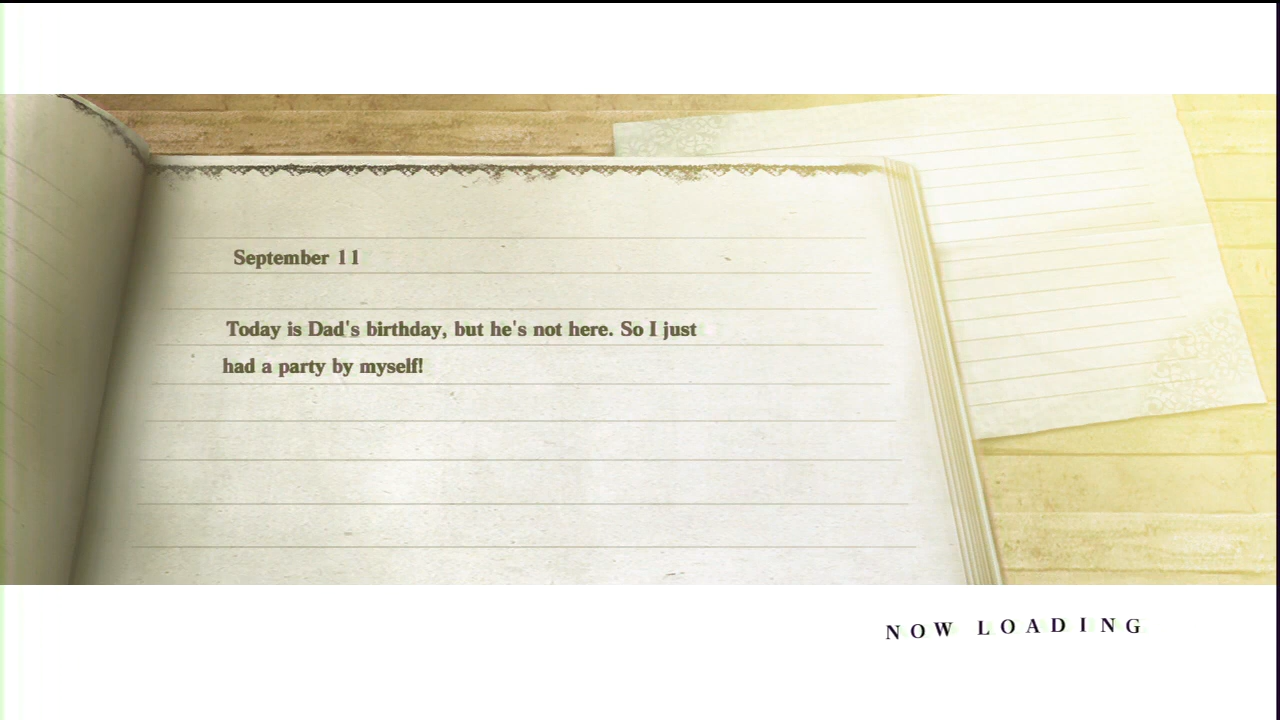 September 11
Today is Dad's birthday, but he's not here. So I just
had a party by myself!
NOW LOADING